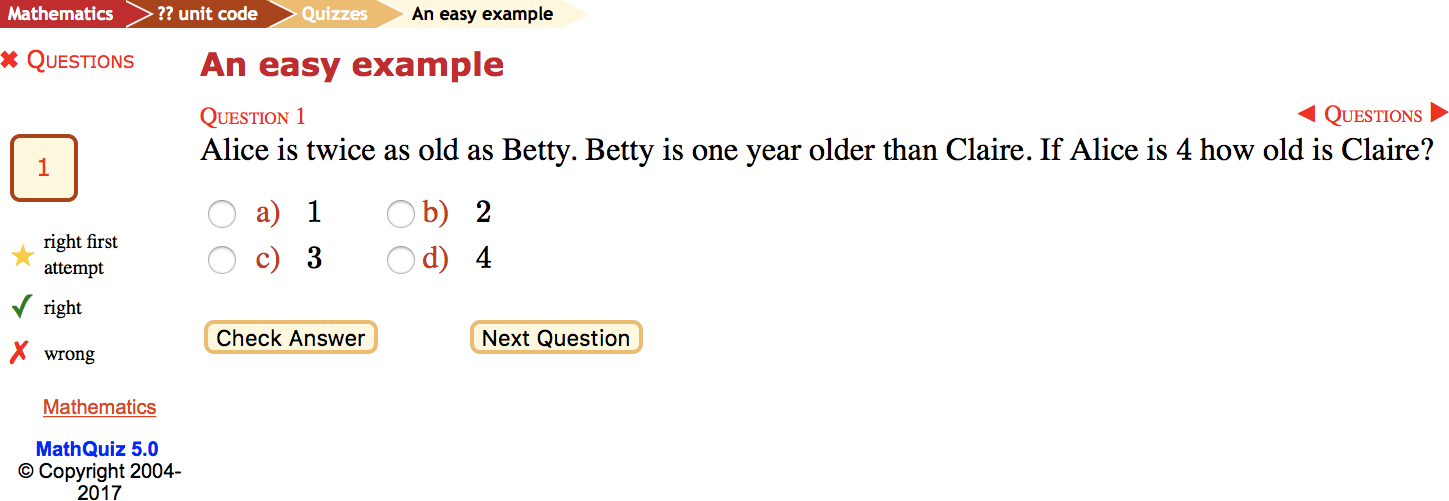 Mathematics ?? unit code Quizzes An easy example
✖ QUESTIONS
An easy example
QUESTION 1
◀ QUESTIONS ▶
Alice is twice as old as Betty. Betty is one year older than Claire. If Alice is 4 how old is Claire?
1
a) 1 b) 2
c) 3 d) 4
Check Answer Next Question
★ right first
attempt
✓ right
✗ wrong
Mathematics
MathQuiz 5.0
© Copyright 2004-
2017